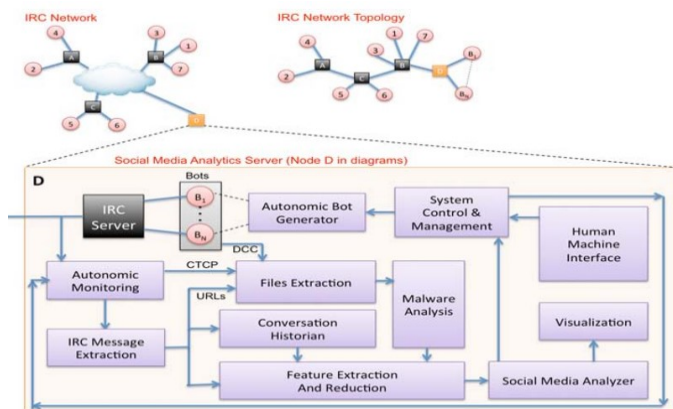 IRC Network
IRC Network Topology
4
A
2
3
B
1
7
C
5
6
D
4
A
2
3
1
7
B
C
5
6
B1
BN
Social Media Analytics Server (Node D in diagrams)
D
Bots
IRC
Server
B1
BN
DCC
Autonomic Bot
Generator
System
Control &
Management
Human
Machine
Interface
Autonomic
Monitoring
CTCP
URLs
Files Extraction
Malware
Analysis
IRC Message
Extraction
Conversation
Historian
Visualization
Feature Extraction
And Reduction
Social Media Analyzer